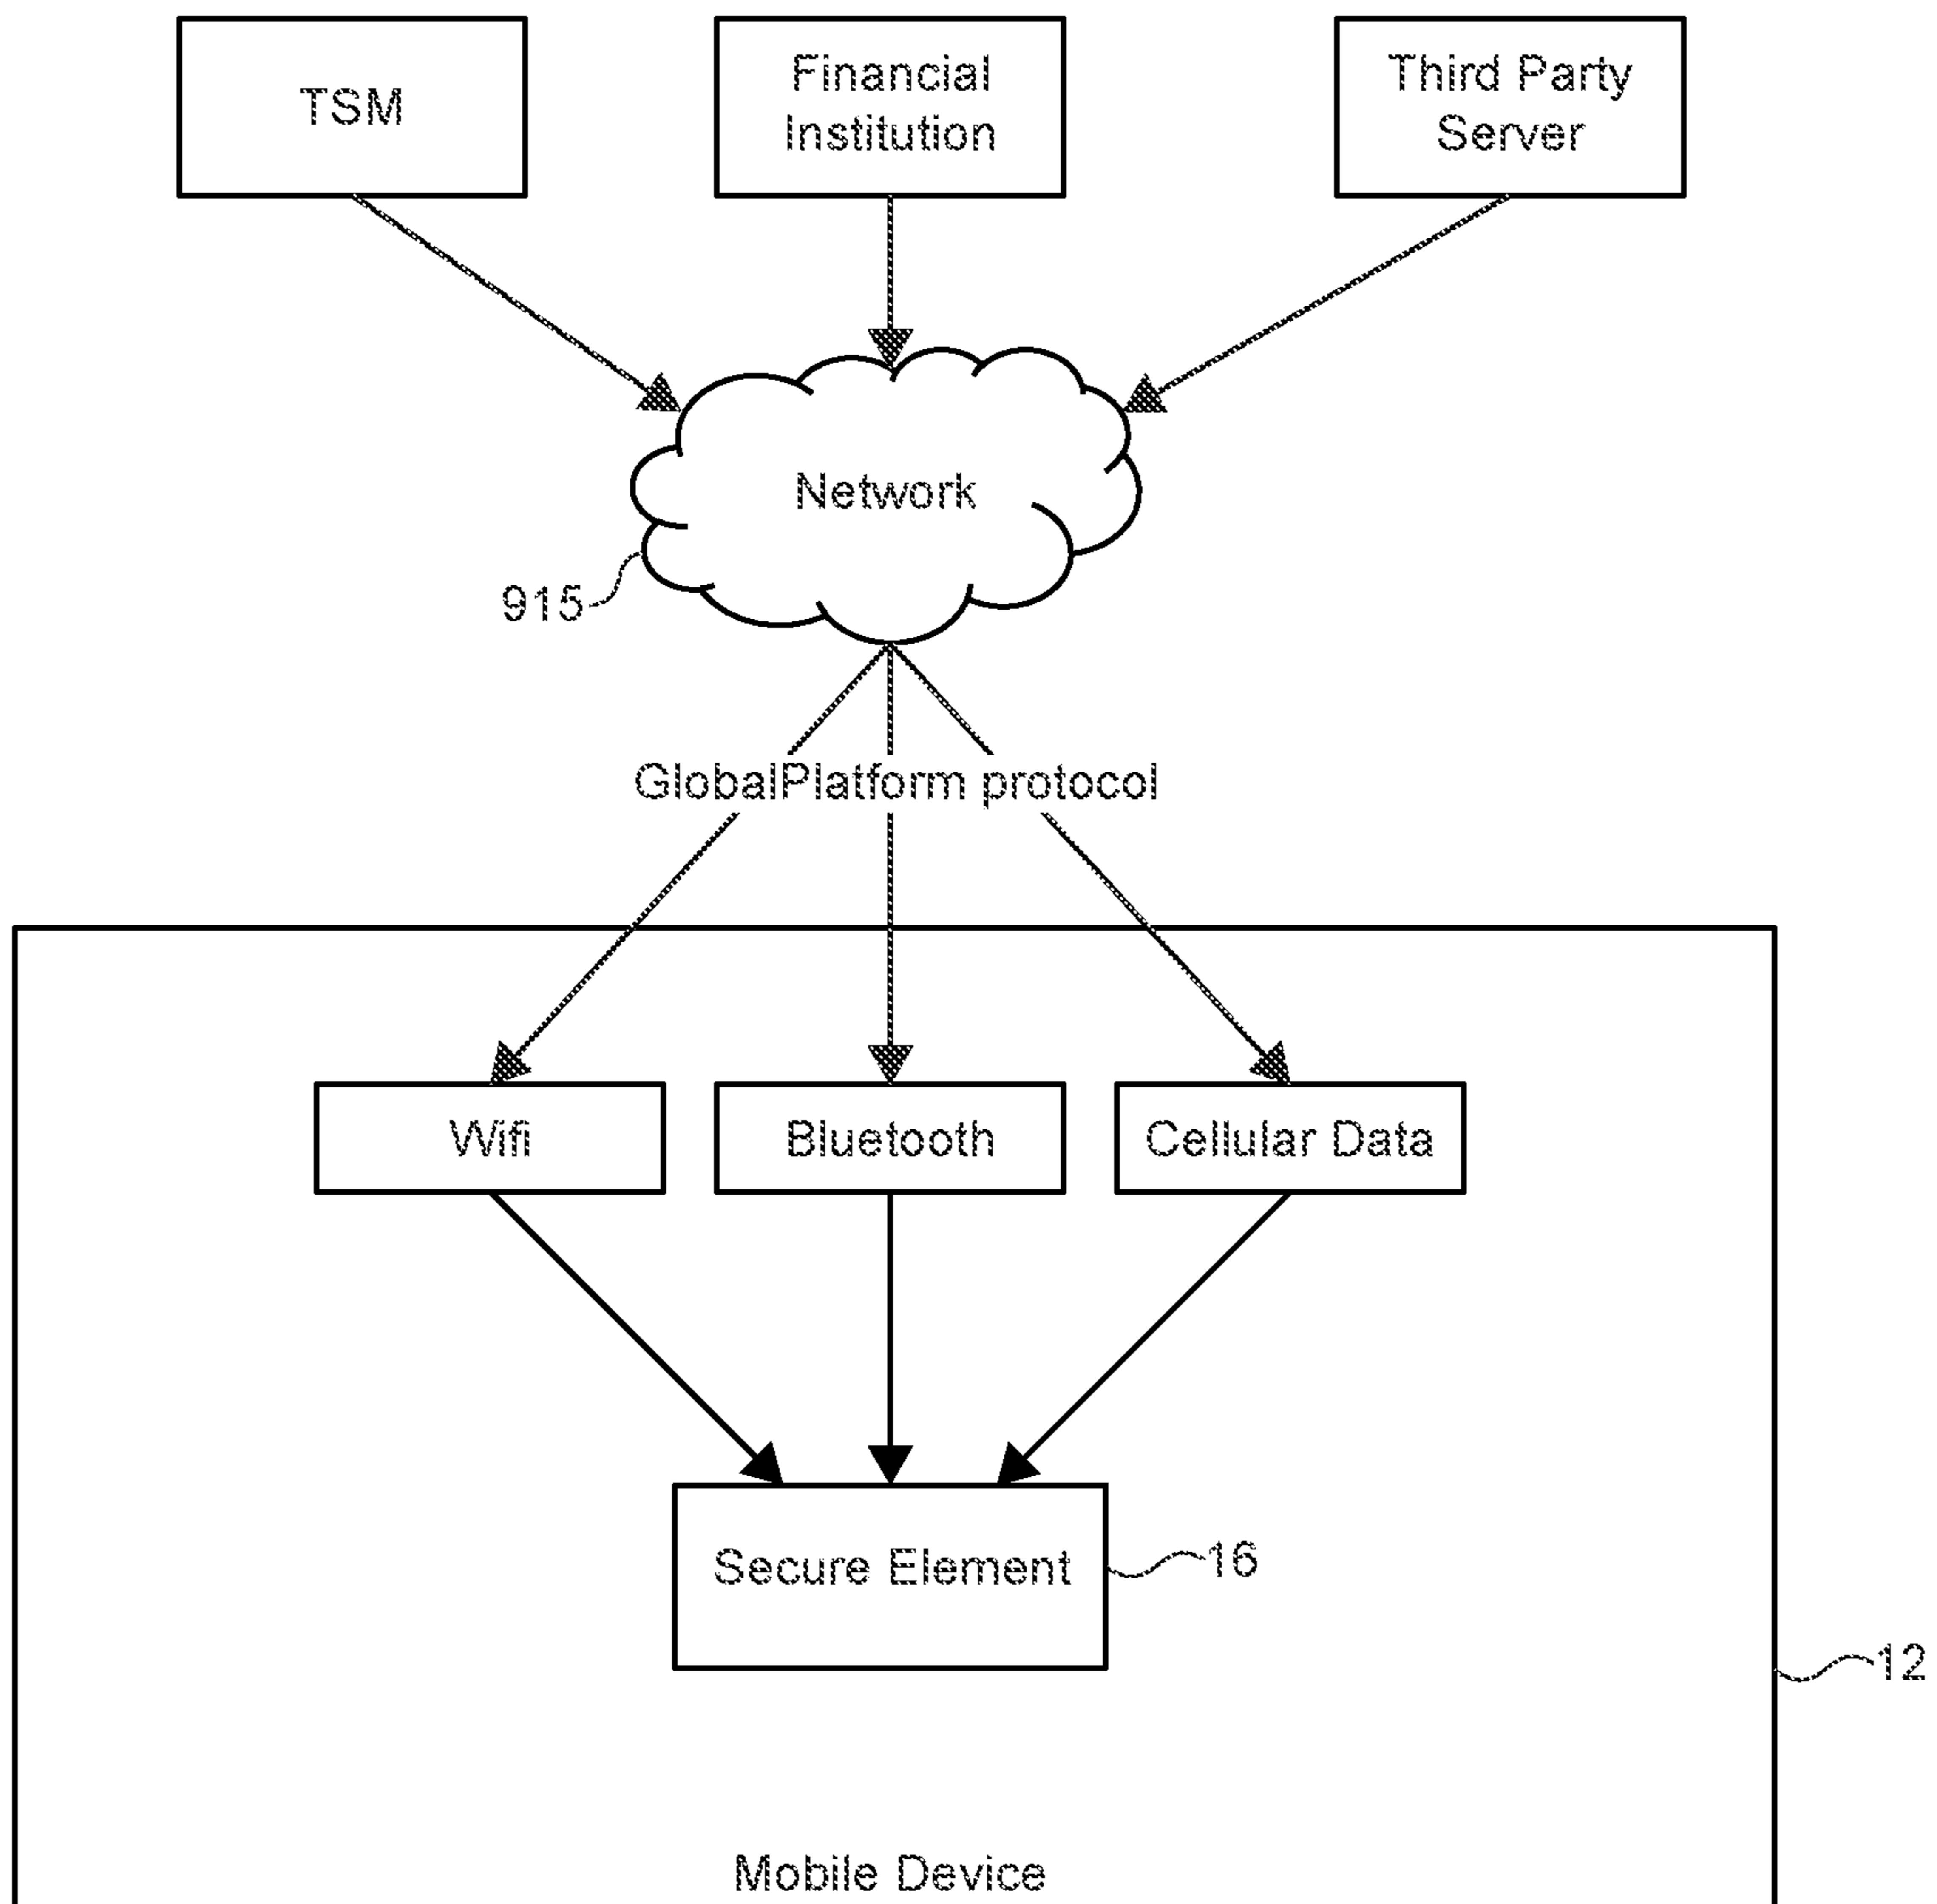 TSM
Financial
Institution
Third Party
Server
Network
915
GlobalPlatform protocol
Wifi
Bluetooth
Cellular Data
Secure Element
16
12
Mobile Device